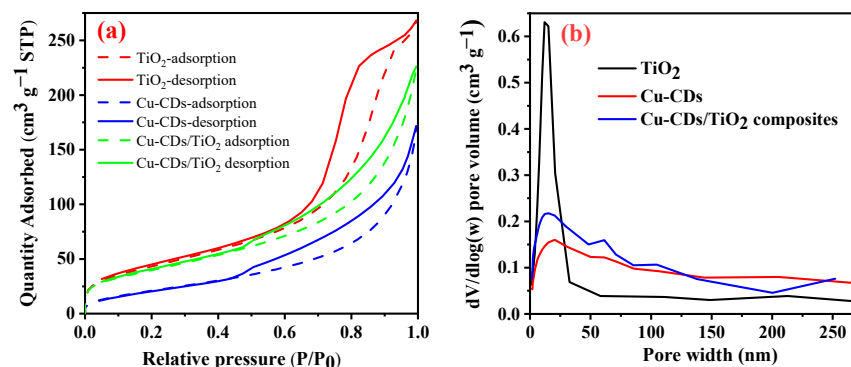 (a)
TiO2-adsorption
TiO2-desorption
Cu-CDs-adsorption
Cu-CDs-desorption
Cu-CDs/TiO2 adsorption
Cu-CDs/TiO2 desorption
Quantity Adsorbed (cm3 g−1 STP)
250
200
150
100
50
0
0.0 0.2 0.4 0.6 0.8 1.0
Relative pressure (P/P0)
(b)
TiO2
Cu-CDs
Cu-CDs/TiO2 composites
dV/dlog(w) pore volume (cm3 g−1)
0.6
0.5
0.4
0.3
0.2
0.1
0.0
0 50 100 150 200 250
Pore width (nm)